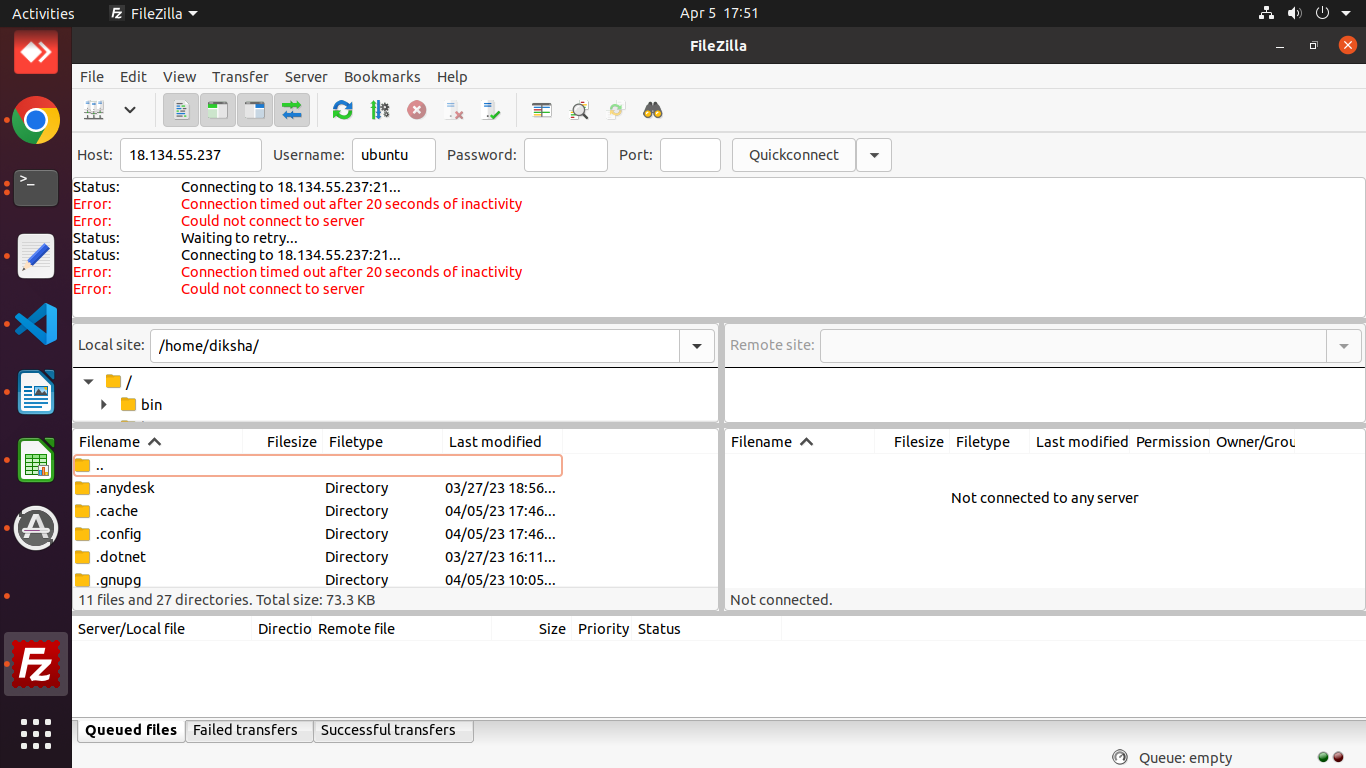 Activities FileZilla Apr 5 17:51
FileZilla
File Edit View Transfer Server Bookmarks Help
Host: 18.134.55.237 Username: ubuntu Password: Port: Quickconnect
Status: Connecting to 18.134.55.237:21...
Error: Connection timed out after 20 seconds of inactivity
Error: Could not connect to server
Status: Waiting to retry...
Status: Connecting to 18.134.55.237:21...
Error: Connection timed out after 20 seconds of inactivity
Error: Could not connect to server
Local site: /home/diksha/
Remote site:
/
bin
Filename Filesize Filetype Last modified
..
.anydesk Directory 03/27/23 18:56...
.cache Directory 04/05/23 17:46...
.config Directory 04/05/23 17:46...
.dotnet Directory 03/27/23 16:11...
.gnupg Directory 04/05/23 10:05...
11 files and 27 directories. Total size: 73.3 KB
Filename Filesize Filetype Last modified Permission Owner/Grou
Not connected to any server
Not connected.
Server/Local file Directio Remote file Size Priority Status
Queued files Failed transfers Successful transfers
Queue: empty